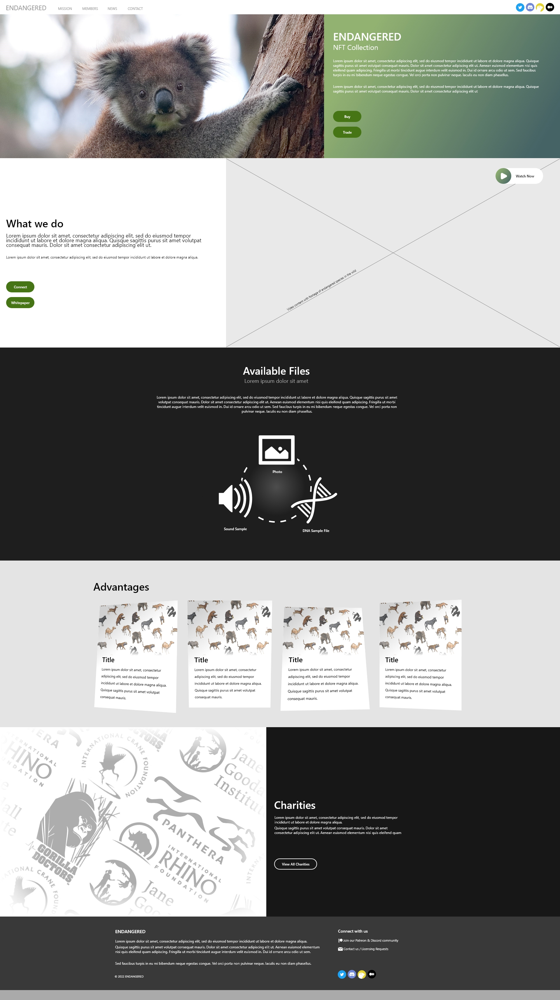 ENDANGERED
MISSION
MEMBERS
NEWS
CONTACT
ENDANGERED
NFT Collection
Lorem ipsum dolor sit amet, consectetur adipiscing elit, sed do eiusmod tempor incididunt ut labore et dolore magna aliqua. Quisque
sagittis purus sit amet volutpat consequat mauris. Dolor sit amet consectetur adipiscing elit ut. Aenean euismod elementum nisi quis
eleifend quam adipiscing. Fringilla ut morbi tincidunt augue interdum velit euismod in. Dui id ornare arcu odio ut sem. Sed faucibus
turpis in eu mi bibendum neque egestas congue. Vel orci porta non pulvinar neque. Iaculis eu non diam phasellus.
Lorem ipsum dolor sit amet, consectetur adipiscing elit, sed do eiusmod tempor incididunt ut labore et dolore magna aliqua. Quisque
sagittis purus sit amet volutpat consequat mauris. Dolor sit amet consectetur adipiscing elit ut
Buy
Trade
Watch Now
What we do
Lorem ipsum dolor sit amet, consectetur adipiscing elit, sed do eiusmod tempor
incididunt ut labore et dolore magna aliqua. Quisque sagittis purus sit amet volutpat
consequat mauris. Dolor sit amet consectetur adipiscing elit ut.
Lorem ipsum dolor sit amet, consectetur adipiscing elit, sed do eiusmod tempor incididunt ut labore et dolore magna aliqua.
Connect
Whitepaper
Video content with footage of endangered species in the wild
Available Files
Lorem ipsum dolor sit amet
Lorem ipsum dolor sit amet, consectetur adipiscing elit, sed do eiusmod tempor incididunt ut labore et dolore magna aliqua. Quisque sagittis purus sit amet
volutpat consequat mauris. Dolor sit amet consectetur adipiscing elit ut. Aenean euismod elementum nisi quis eleifend quam adipiscing. Fringilla ut morbi
tincidunt augue interdum velit euismod in. Dui id ornare arcu odio ut sem. Sed faucibus turpis in eu mi bibendum neque egestas congue. Vel orci porta non
pulvinar neque. Iaculis eu non diam phasellus.
Photo
Sound Sample
DNA Sample File
Advantages
Title
Lorem ipsum dolor sit amet, consectetur
adipiscing elit, sed do eiusmod tempor
incididunt ut labore et dolore magna aliqua.
Quisque sagittis purus sit amet volutpat
consequat mauris.
Title
Lorem ipsum dolor sit amet, consectetur
adipiscing elit, sed do eiusmod tempor
incididunt ut labore et dolore magna aliqua.
Quisque sagittis purus sit amet volutpat
consequat mauris.
Title
Lorem ipsum dolor sit amet, consectetur
adipiscing elit, sed do eiusmod tempor
incididunt ut labore et dolore magna aliqua.
Quisque sagittis purus sit amet volutpat
consequat mauris.
Title
Lorem ipsum dolor sit amet, consectetur
adipiscing elit, sed do eiusmod tempor
incididunt ut labore et dolore magna aliqua.
Quisque sagittis purus sit amet volutpat
consequat mauris.
INTERNATIONAL CRANE FOUNDATION
GORILLA
DOCTORS
PANTHERA
INTERNATIONAL
RHINO
FOUNDATION
Jane
Charities
Lorem ipsum dolor sit amet, consectetur adipiscing elit, sed do eiusmod tempor
incididunt ut labore et dolore magna aliqua.
Quisque sagittis purus sit amet volutpat consequat mauris. Dolor sit amet
consectetur adipiscing elit ut. Aenean euismod elementum nisi quis eleifend quam
View All Charities
ENDANGERED
Lorem ipsum dolor sit amet, consectetur adipiscing elit, sed do eiusmod tempor incididunt ut labore et dolore magna aliqua.
Quisque sagittis purus sit amet volutpat consequat mauris. Dolor sit amet consectetur adipiscing elit ut. Aenean euismod elementum
nisi quis eleifend quam adipiscing. Fringilla ut morbi tincidunt augue interdum velit euismod in. Dui id ornare arcu odio ut sem.
Sed faucibus turpis in eu mi bibendum neque egestas congue. Vel orci porta non pulvinar neque. Iaculis eu non diam phasellus.
© 2022 ENDANGERED
Connect with us
Join our Patreon & Discord community
Contact us / Licensing Requests